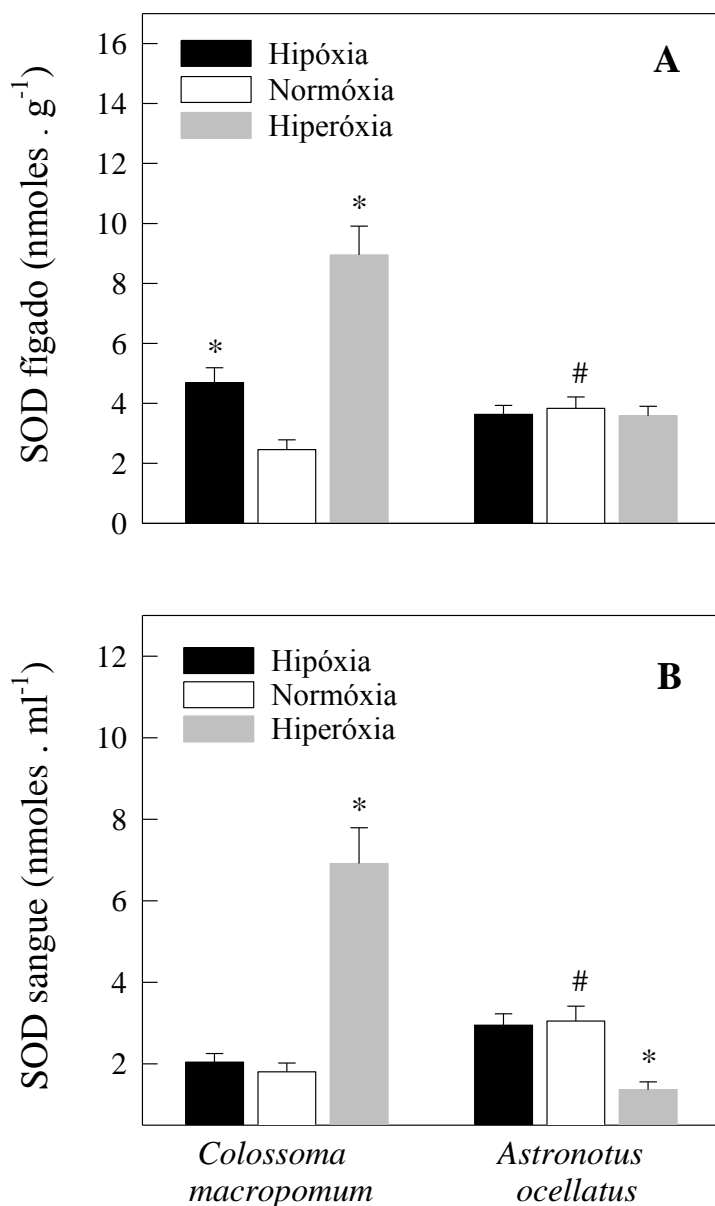 A
Hipóxia
Normóxia
Hiperóxia
SOD fígado (nmoles . g⁻¹)
16
14
12
10
8
6
4
2
0
*
*
#
B
Hipóxia
Normóxia
Hiperóxia
SOD sangue (nmoles . ml⁻¹)
12
10
8
6
4
2
*
#
*
Colossoma
macropomum
Astronotus
ocellatus